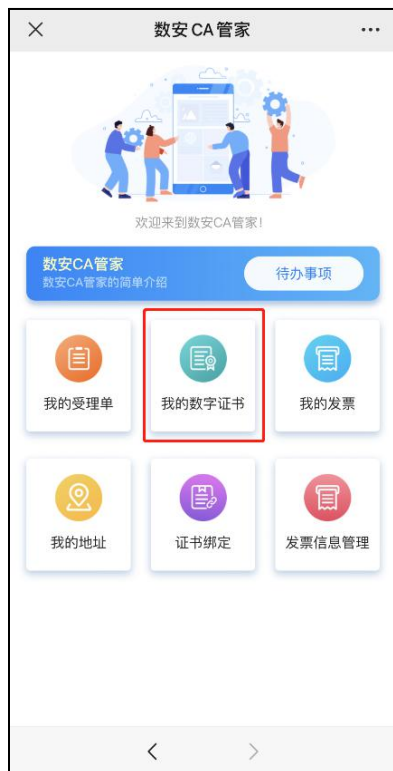 数安CA管家
欢迎来到数安CA管家!
数安CA管家
数安CA管家的简单介绍
待办事项
我的受理单
我的数字证书
我的发票
我的地址
证书绑定
发票信息管理